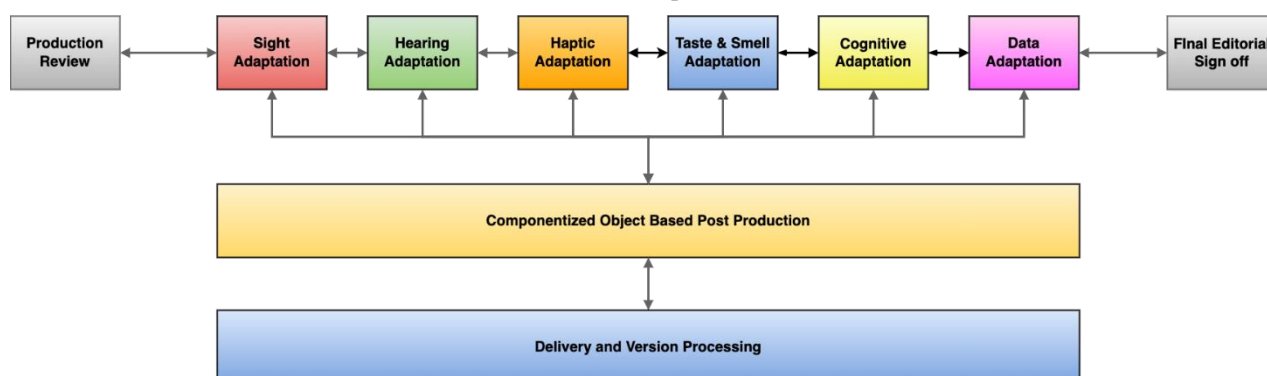 Production
Review
Sight
Adaptation
Hearing
Adaptation
Haptic
Adaptation
Taste & Smell
Adaptation
Cognitive
Adaptation
Data
Adaptation
FInal Editorial
Sign off
Componentized Object Based Post Production
Delivery and Version Processing